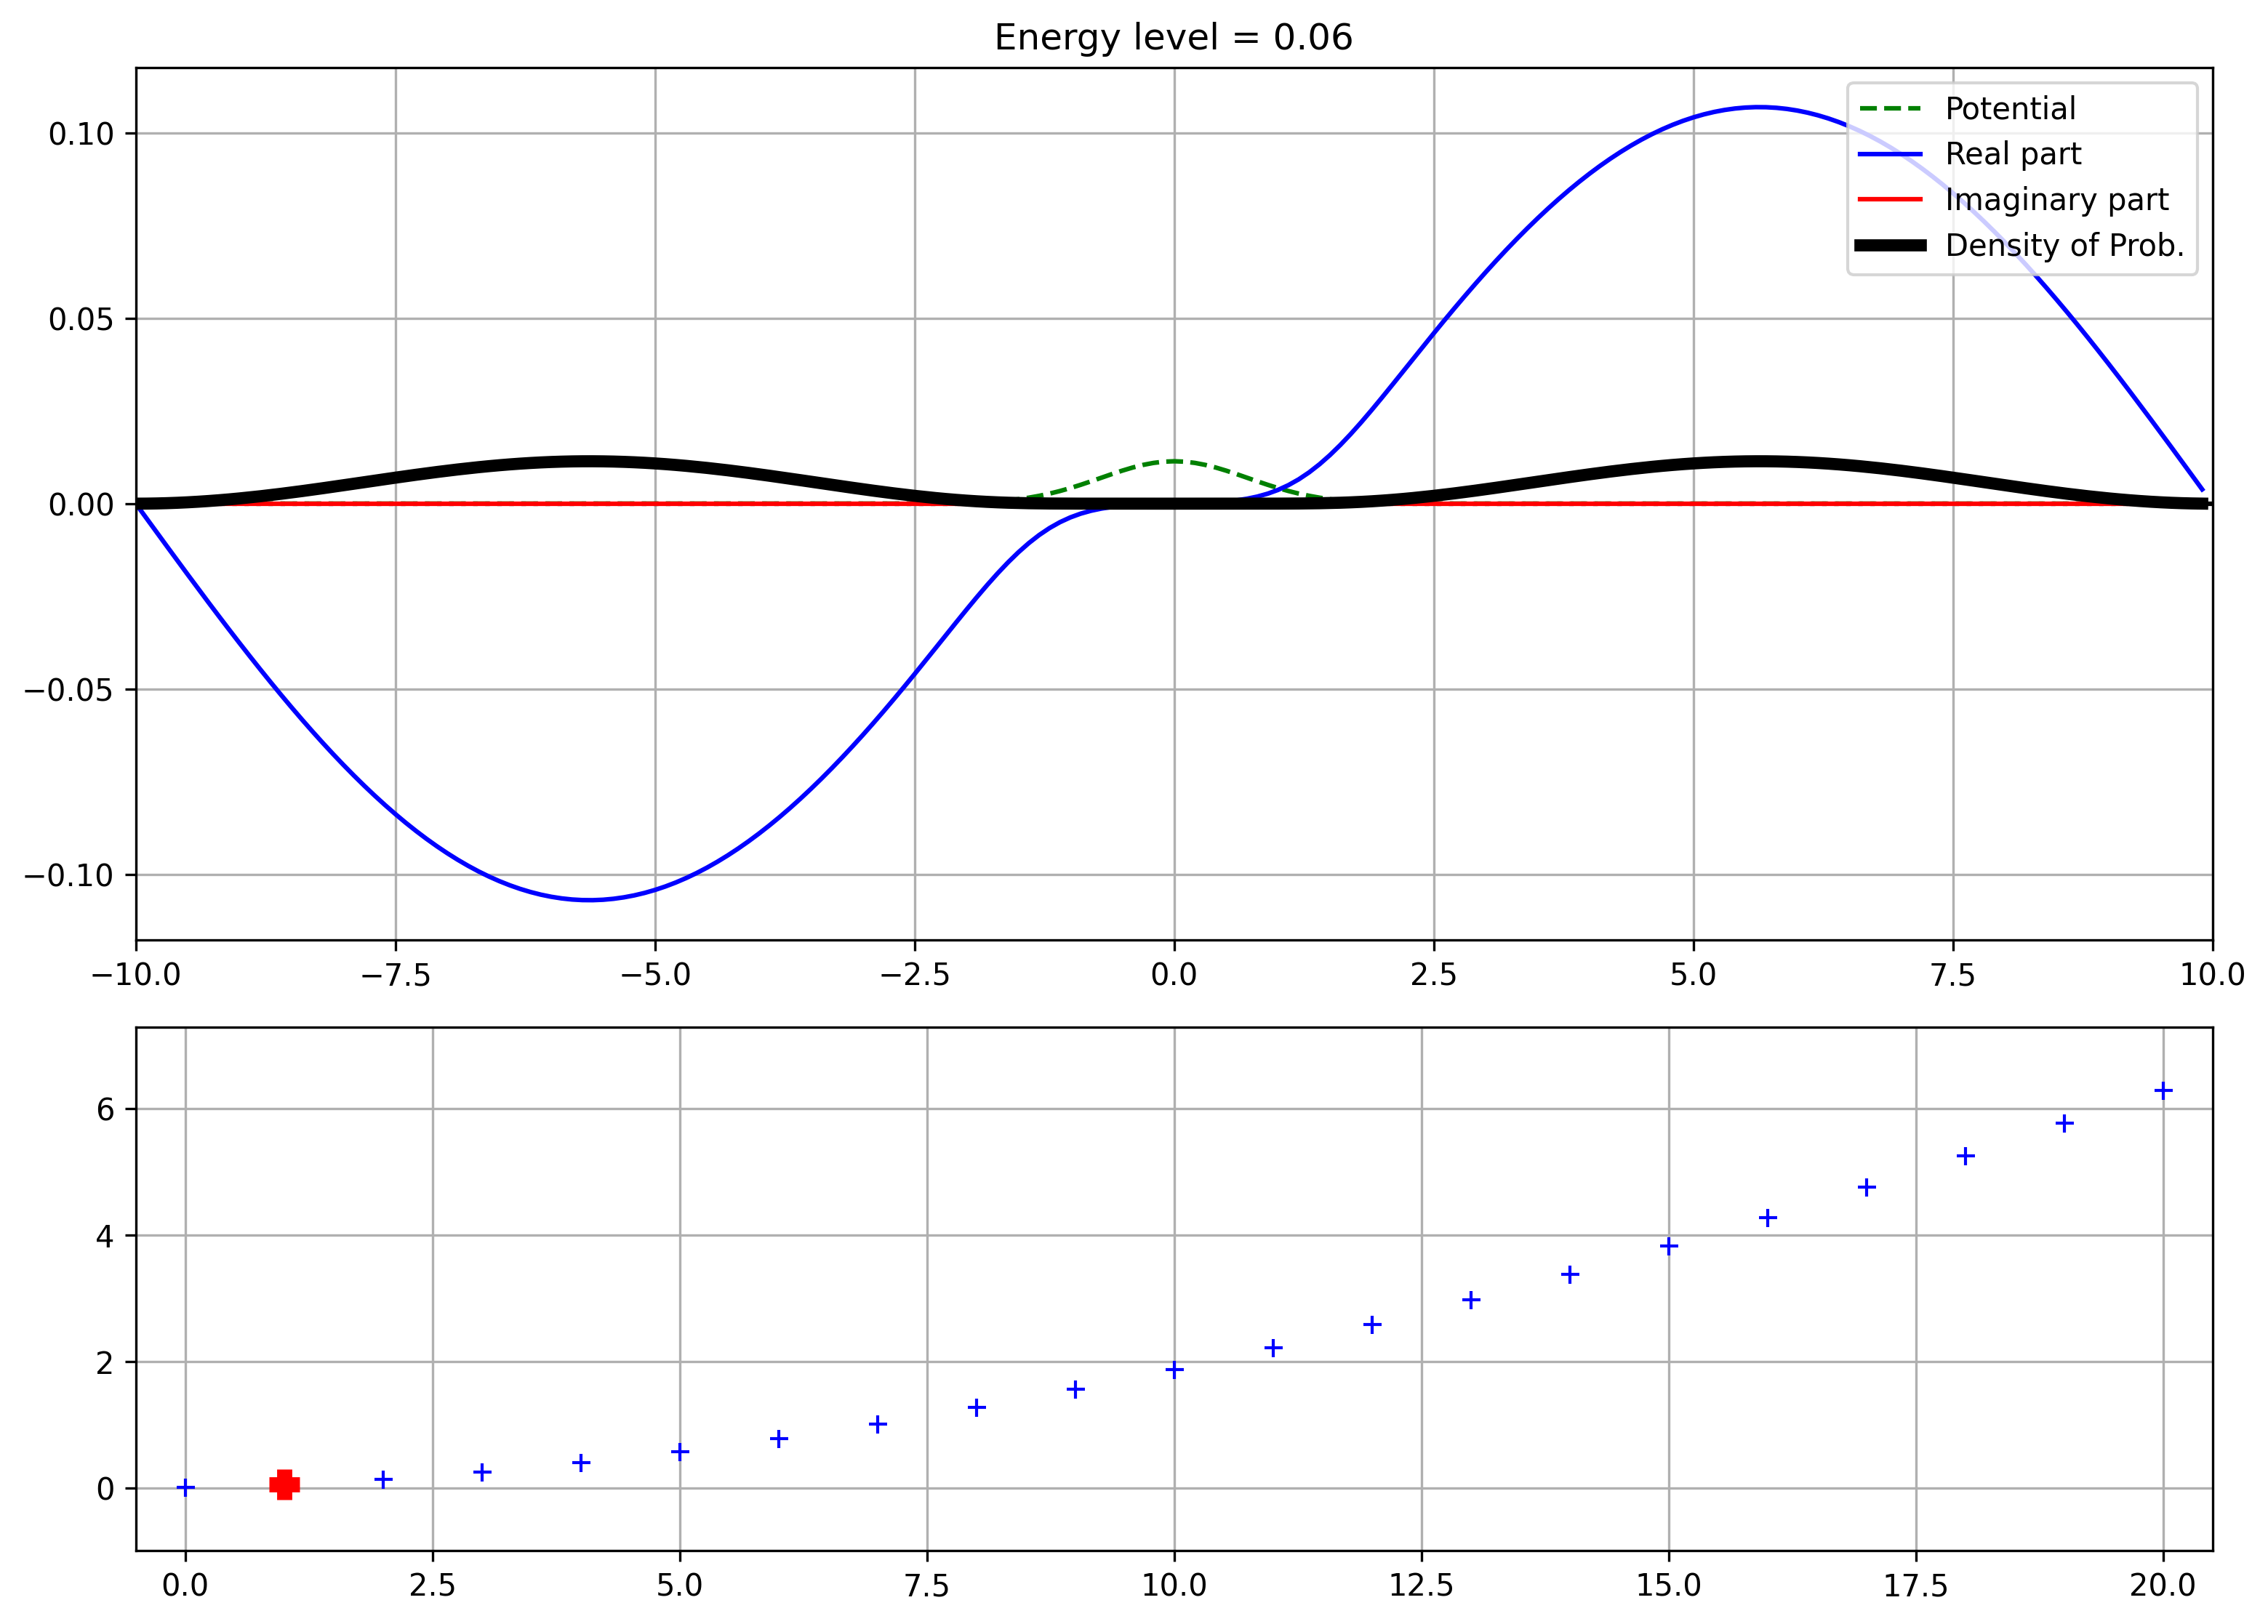 Energy level = 0.06
Potential
Real part
Imaginary part
Density of Prob.
0.10
0.05
0.00
−0.05
−0.10
−10.0 −7.5 −5.0 −2.5 0.0 2.5 5.0 7.5 10.0
6
4
2
0
0.0 2.5 5.0 7.5 10.0 12.5 15.0 17.5 20.0